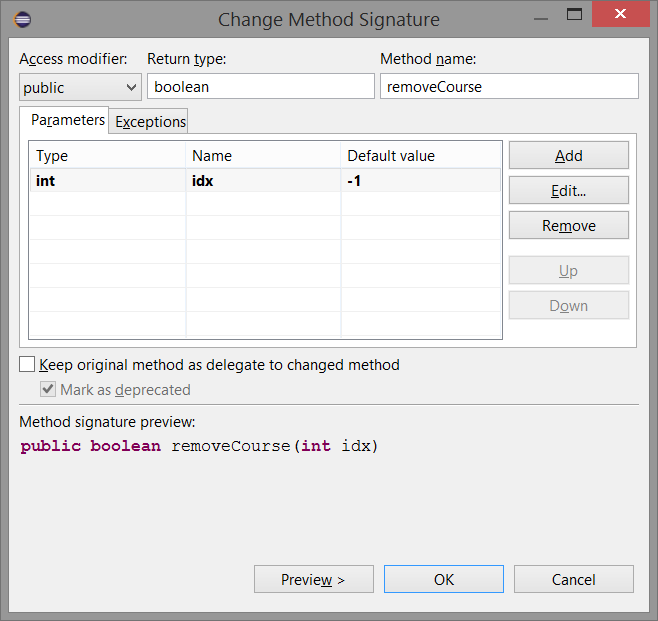 Change Method Signature
Access modifier: Return type: Method name:
public boolean removeCourse
Parameters Exceptions
Type Name Default value Add
int idx -1
Edit...
Remove
Up
Down
Keep original method as delegate to changed method
Mark as deprecated
Method signature preview:
public boolean removeCourse(int idx)
Preview > OK Cancel